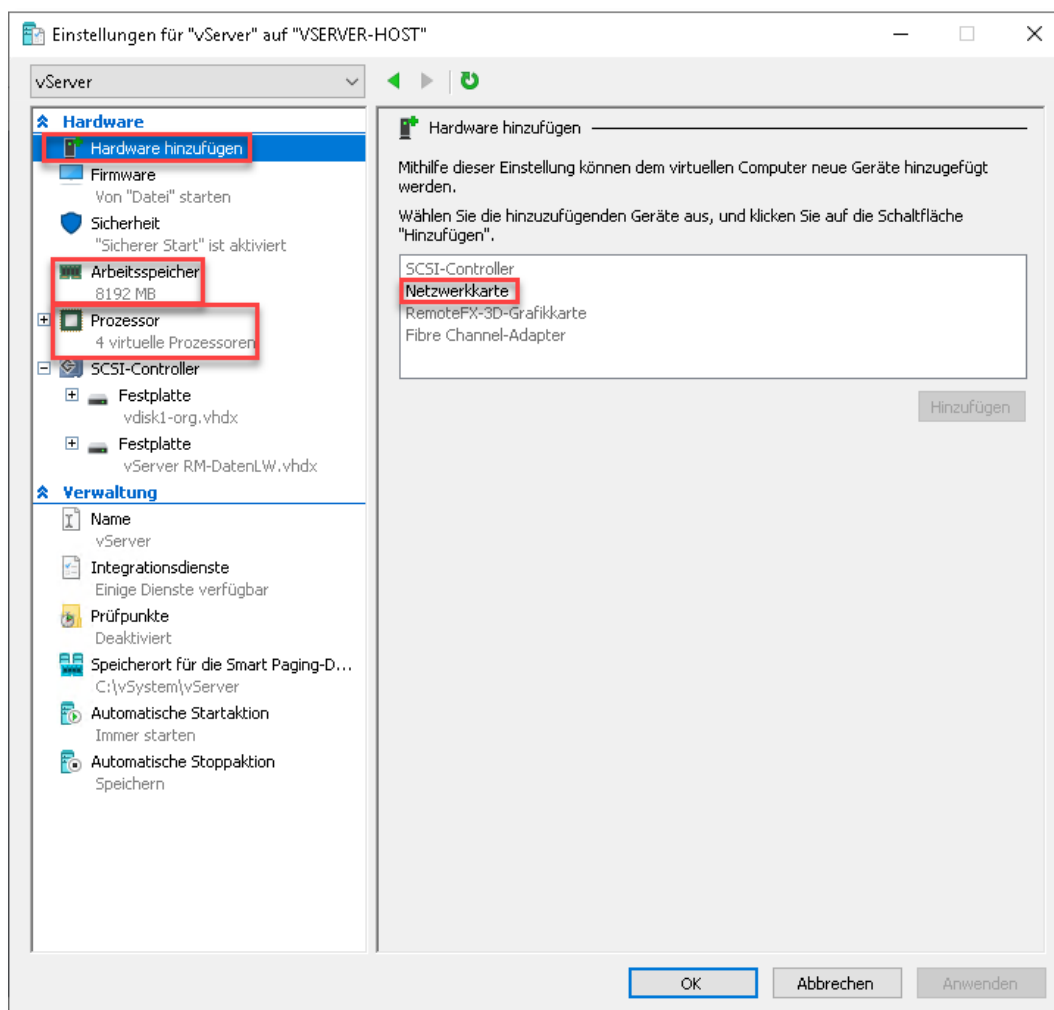 Einstellungen für "vServer" auf "VSERVER-HOST"
vServer
Hardware
Hardware hinzufügen
Firmware
Von "Datei" starten
Sicherheit
"Sicherer Start" ist aktiviert
Arbeitsspeicher
8192 MB
Prozessor
4 virtuelle Prozessoren
SCSI-Controller
Festplatte
vdisk1-org.vhdx
Festplatte
vServer RM-DatenLW.vhdx
Verwaltung
Name
vServer
Integrationsdienste
Einige Dienste verfügbar
Prüfpunkte
Deaktiviert
Speicherort für die Smart Paging-D...
C:\vSystem\vServer
Automatische Startaktion
Immer starten
Automatische Stoppaktion
Speichern
Hardware hinzufügen
Mithilfe dieser Einstellung können dem virtuellen Computer neue Geräte hinzugefügt
werden.
Wählen Sie die hinzuzufügenden Geräte aus, und klicken Sie auf die Schaltfläche
"Hinzufügen".
SCSI-Controller
Netzwerkkarte
RemoteFX-3D-Grafikkarte
Fibre Channel-Adapter
Hinzufügen
OK
Abbrechen
Anwenden